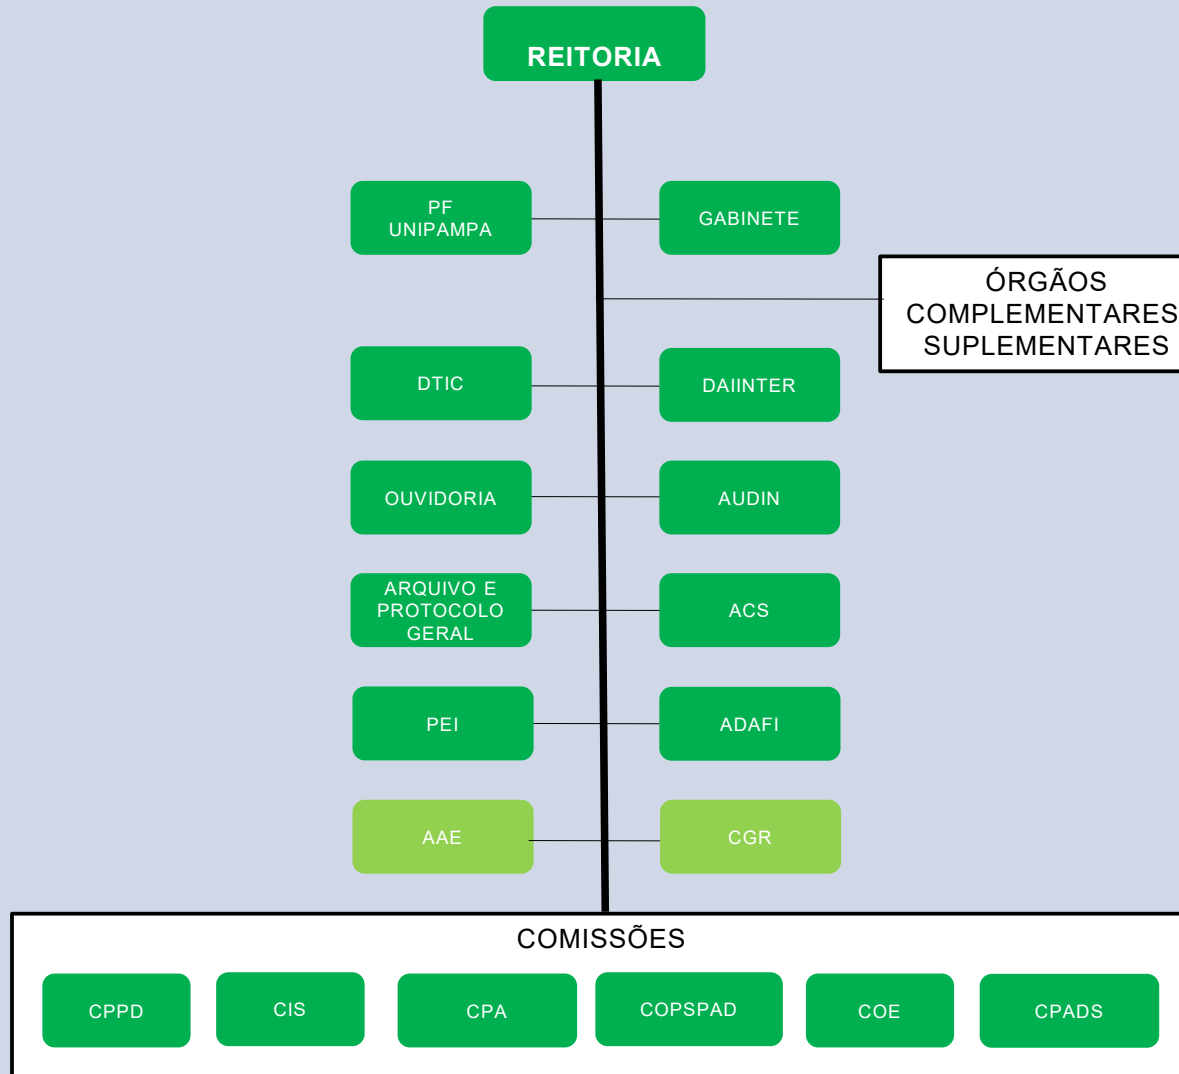 REITORIA
PF
UNIPAMPA
GABINETE
ÓRGÃOS
COMPLEMENTARES
SUPLEMENTARES
DTIC
DAIINTER
OUVIDORIA
AUDIN
ARQUIVO E
PROTOCOLO
GERAL
ACS
PEI
ADAFI
AAE
CGR
COMISSÕES
CPPD
CIS
CPA
COPSPAD
COE
CPADS